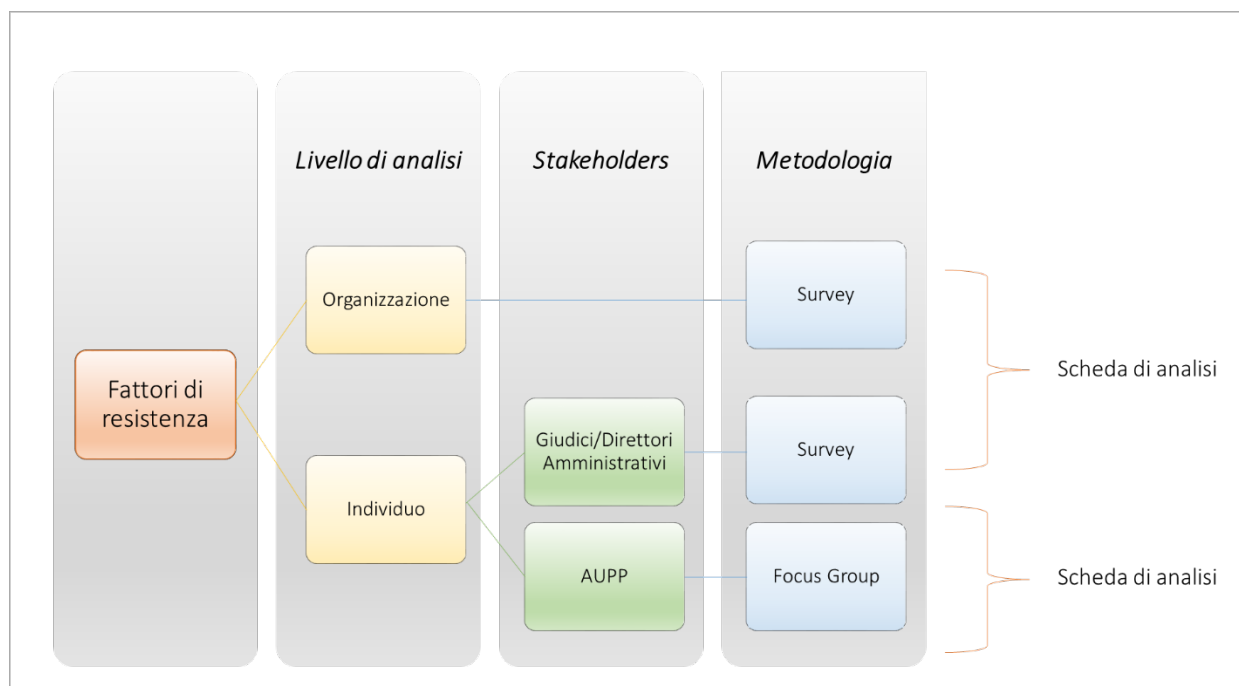 Livello di analisi
Stakeholders
Metodologia
Organizzazione
Survey
Scheda di analisi
Fattori di
resistenza
Giudici/Direttori
Amministrativi
Survey
Individuo
AUPP
Focus Group
Scheda di analisi